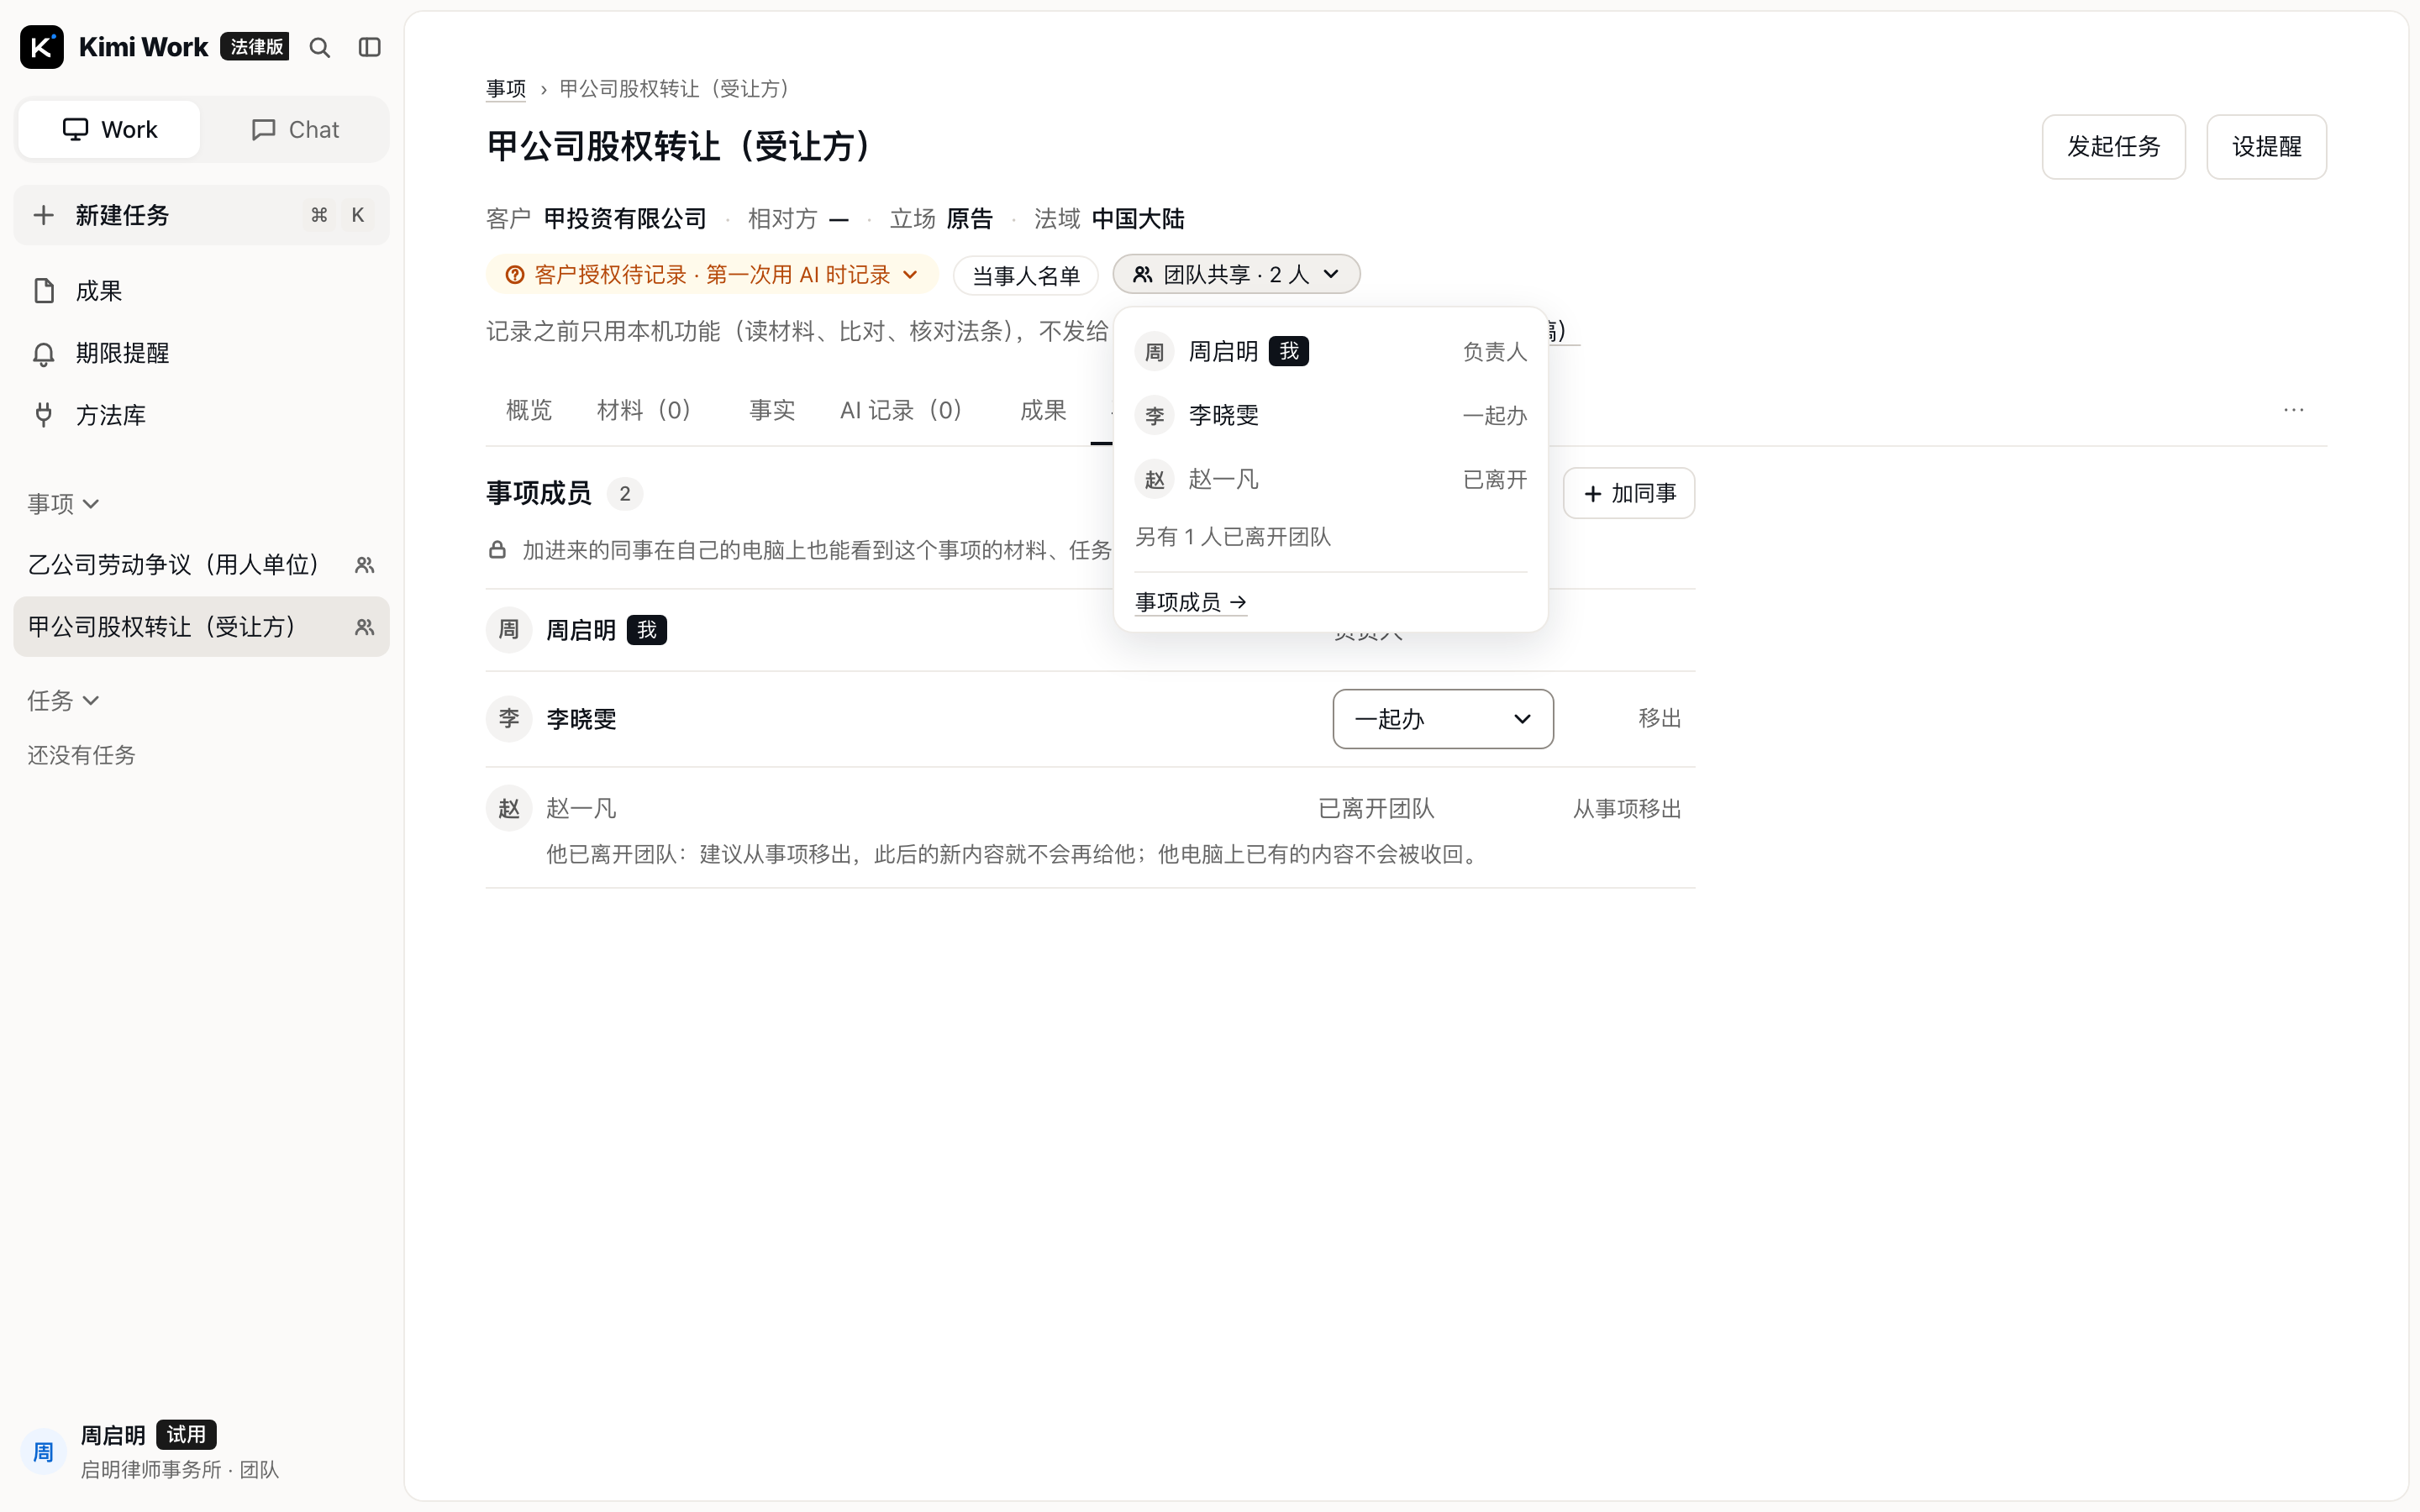 Kimi Work 法律版
Work
Chat
新建任务 ⌘ K
成果
期限提醒
方法库
事项
乙公司劳动争议（用人单位）
甲公司股权转让（受让方）
任务
还没有任务
周启明 试用
启明律师事务所 · 团队
事项 › 甲公司股权转让（受让方）
甲公司股权转让（受让方）
发起任务
设提醒
客户 甲投资有限公司 · 相对方 — · 立场 原告 · 法域 中国大陆
客户授权待记录 · 第一次用 AI 时记录
当事人名单
团队共享 · 2 人
记录之前只用本机功能（读材料、比对、核对法条），不发给
周 周启明 我 负责人
李 李晓雯 一起办
赵 赵一凡 已离开
另有 1 人已离开团队
事项成员 →
概览
材料（0）
事实
AI 记录（0）
成果
···
事项成员 2
加同事
加进来的同事在自己的电脑上也能看到这个事项的材料、任务
周 周启明 我 负责人
李 李晓雯 一起办 移出
赵 赵一凡 已离开团队 从事项移出
他已离开团队：建议从事项移出，此后的新内容就不会再给他；他电脑上已有的内容不会被收回。